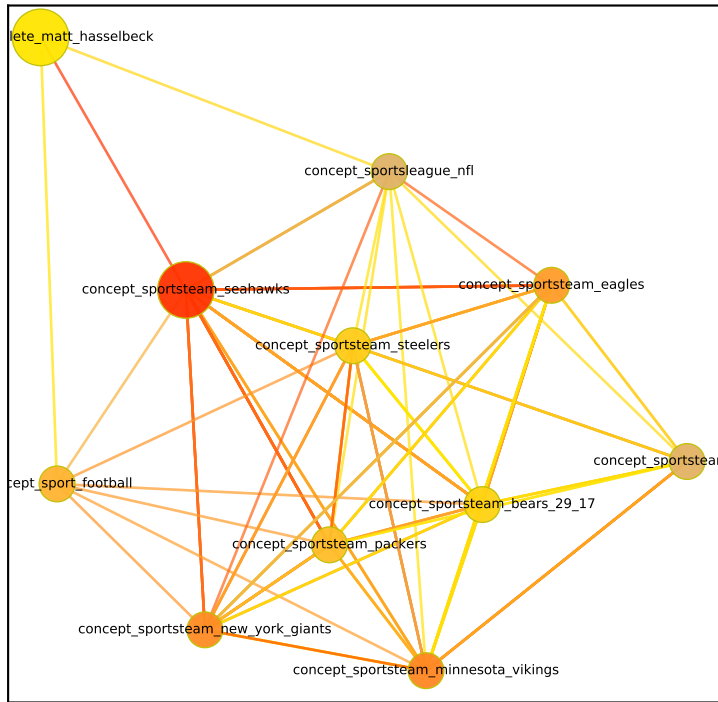 lete_matt_hasselbeck
concept_sportsleague_nfl
concept_sportsteam_seahawks
concept_sportsteam_eagles
concept_sportsteam_steelers
concept_sportsteam
cept_sport_football
concept_sportsteam_bears_29_17
concept_sportsteam_packers
concept_sportsteam_new_york_giants
concept_sportsteam_minnesota_vikings